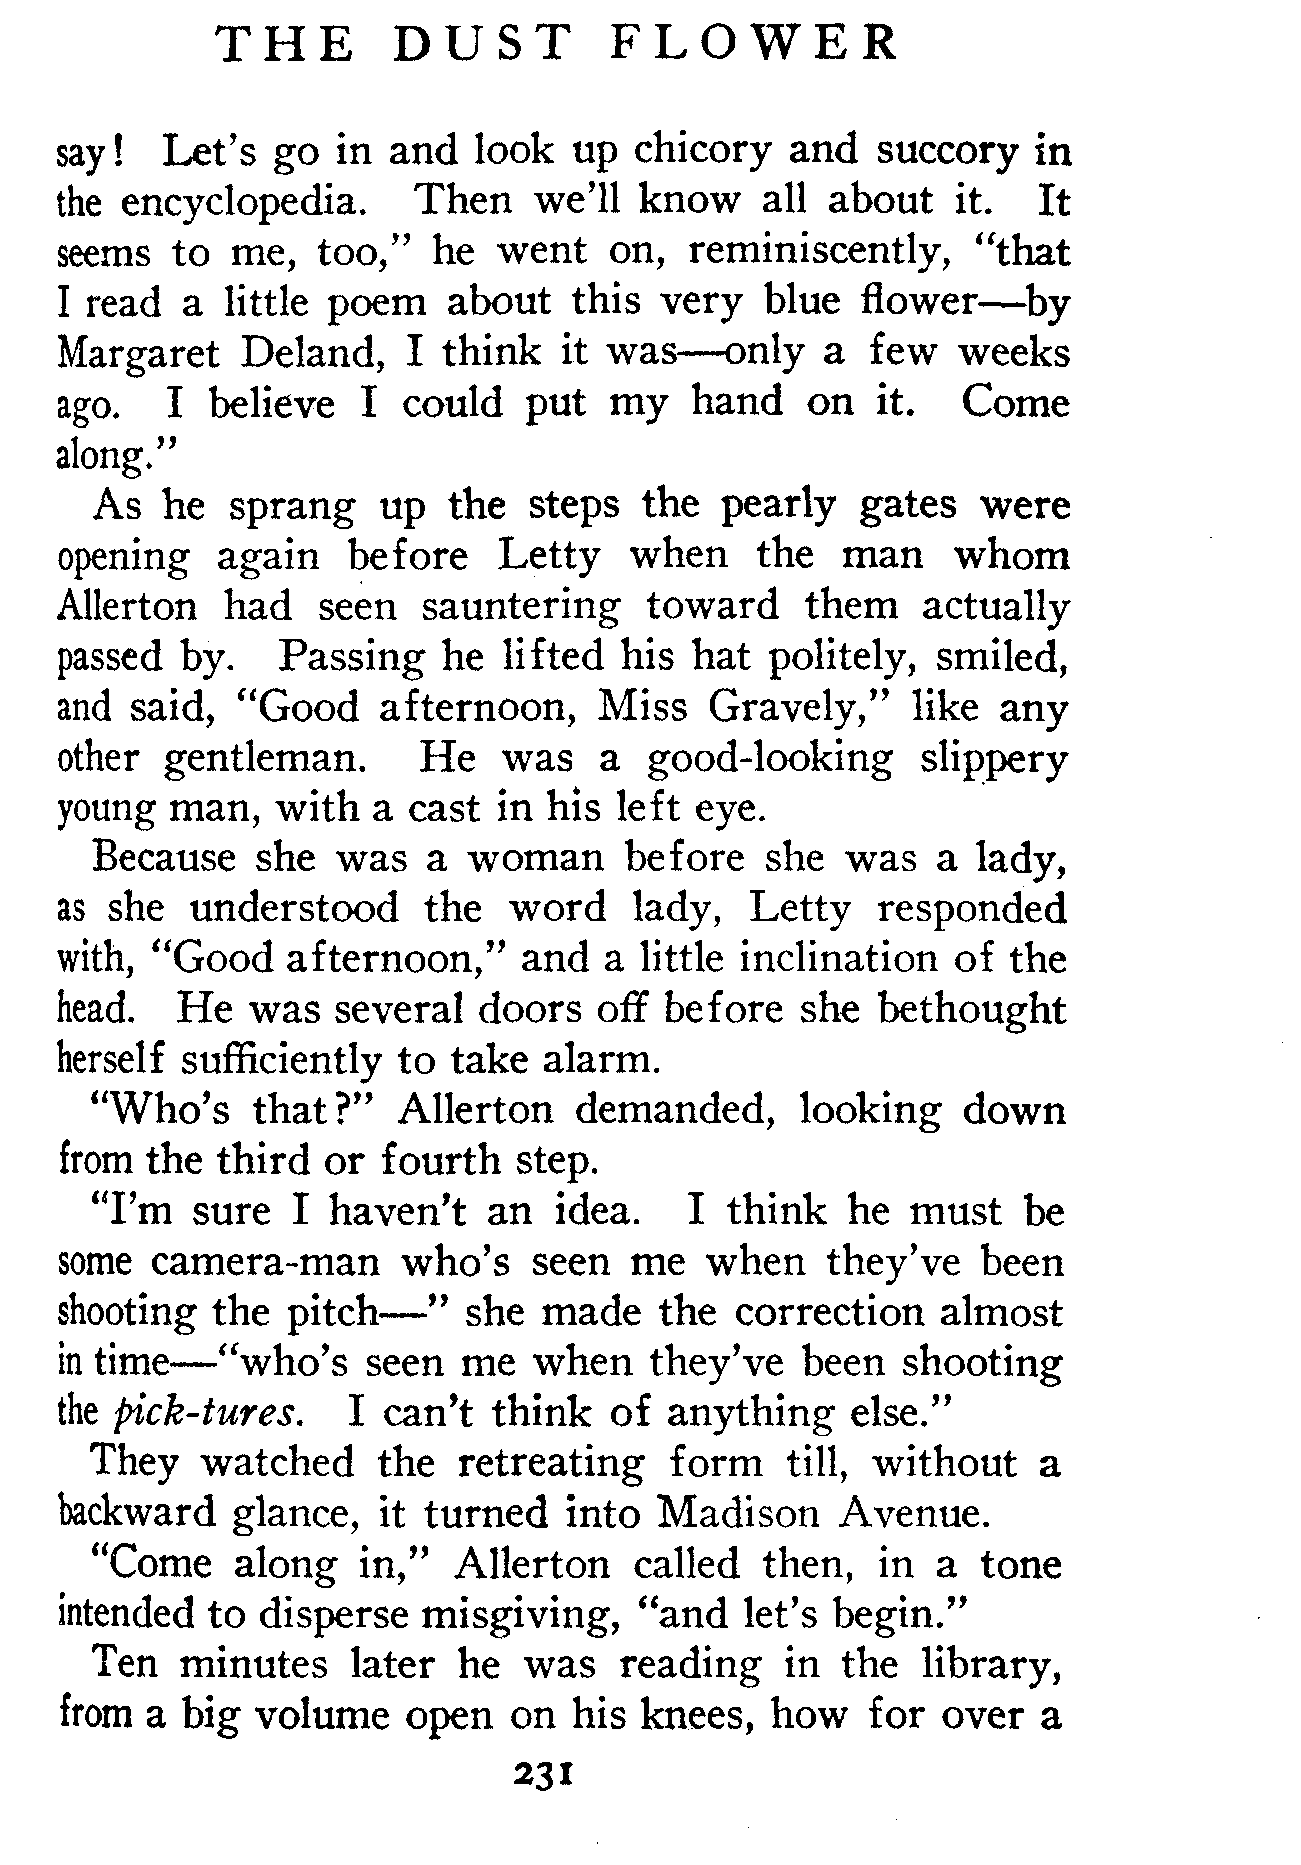 THE DUST FLOWER
say! Let's go in and look up chicory and succory in
the encyclopedia. Then we'll know all about it. It
seems to me, too," he went on, reminiscently, "that
I read a little poem about this very blue flower—by
Margaret Deland, I think it was—only a few weeks
ago. I believe I could put my hand on it. Come
along."
As he sprang up the steps the pearly gates were
opening again before Letty when the man whom
Allerton had seen sauntering toward them actually
passed by. Passing he lifted his hat politely, smiled,
and said, "Good afternoon, Miss Gravely," like any
other gentleman. He was a good-looking slippery
young man, with a cast in his left eye.
Because she was a woman before she was a lady,
as she understood the word lady, Letty responded
with, "Good afternoon," and a little inclination of the
head. He was several doors off before she bethought
herself sufficiently to take alarm.
"Who's that?" Allerton demanded, looking down
from the third or fourth step.
"I'm sure I haven't an idea. I think he must be
some camera-man who's seen me when they've been
shooting the pitch—" she made the correction almost
in time—"who's seen me when they've been shooting
the pick-tures. I can't think of anything else."
They watched the retreating form till, without a
backward glance, it turned into Madison Avenue.
"Come along in," Allerton called then, in a tone
intended to disperse misgiving, "and let's begin."
Ten minutes later he was reading in the library,
from a big volume open on his knees, how for over a
231